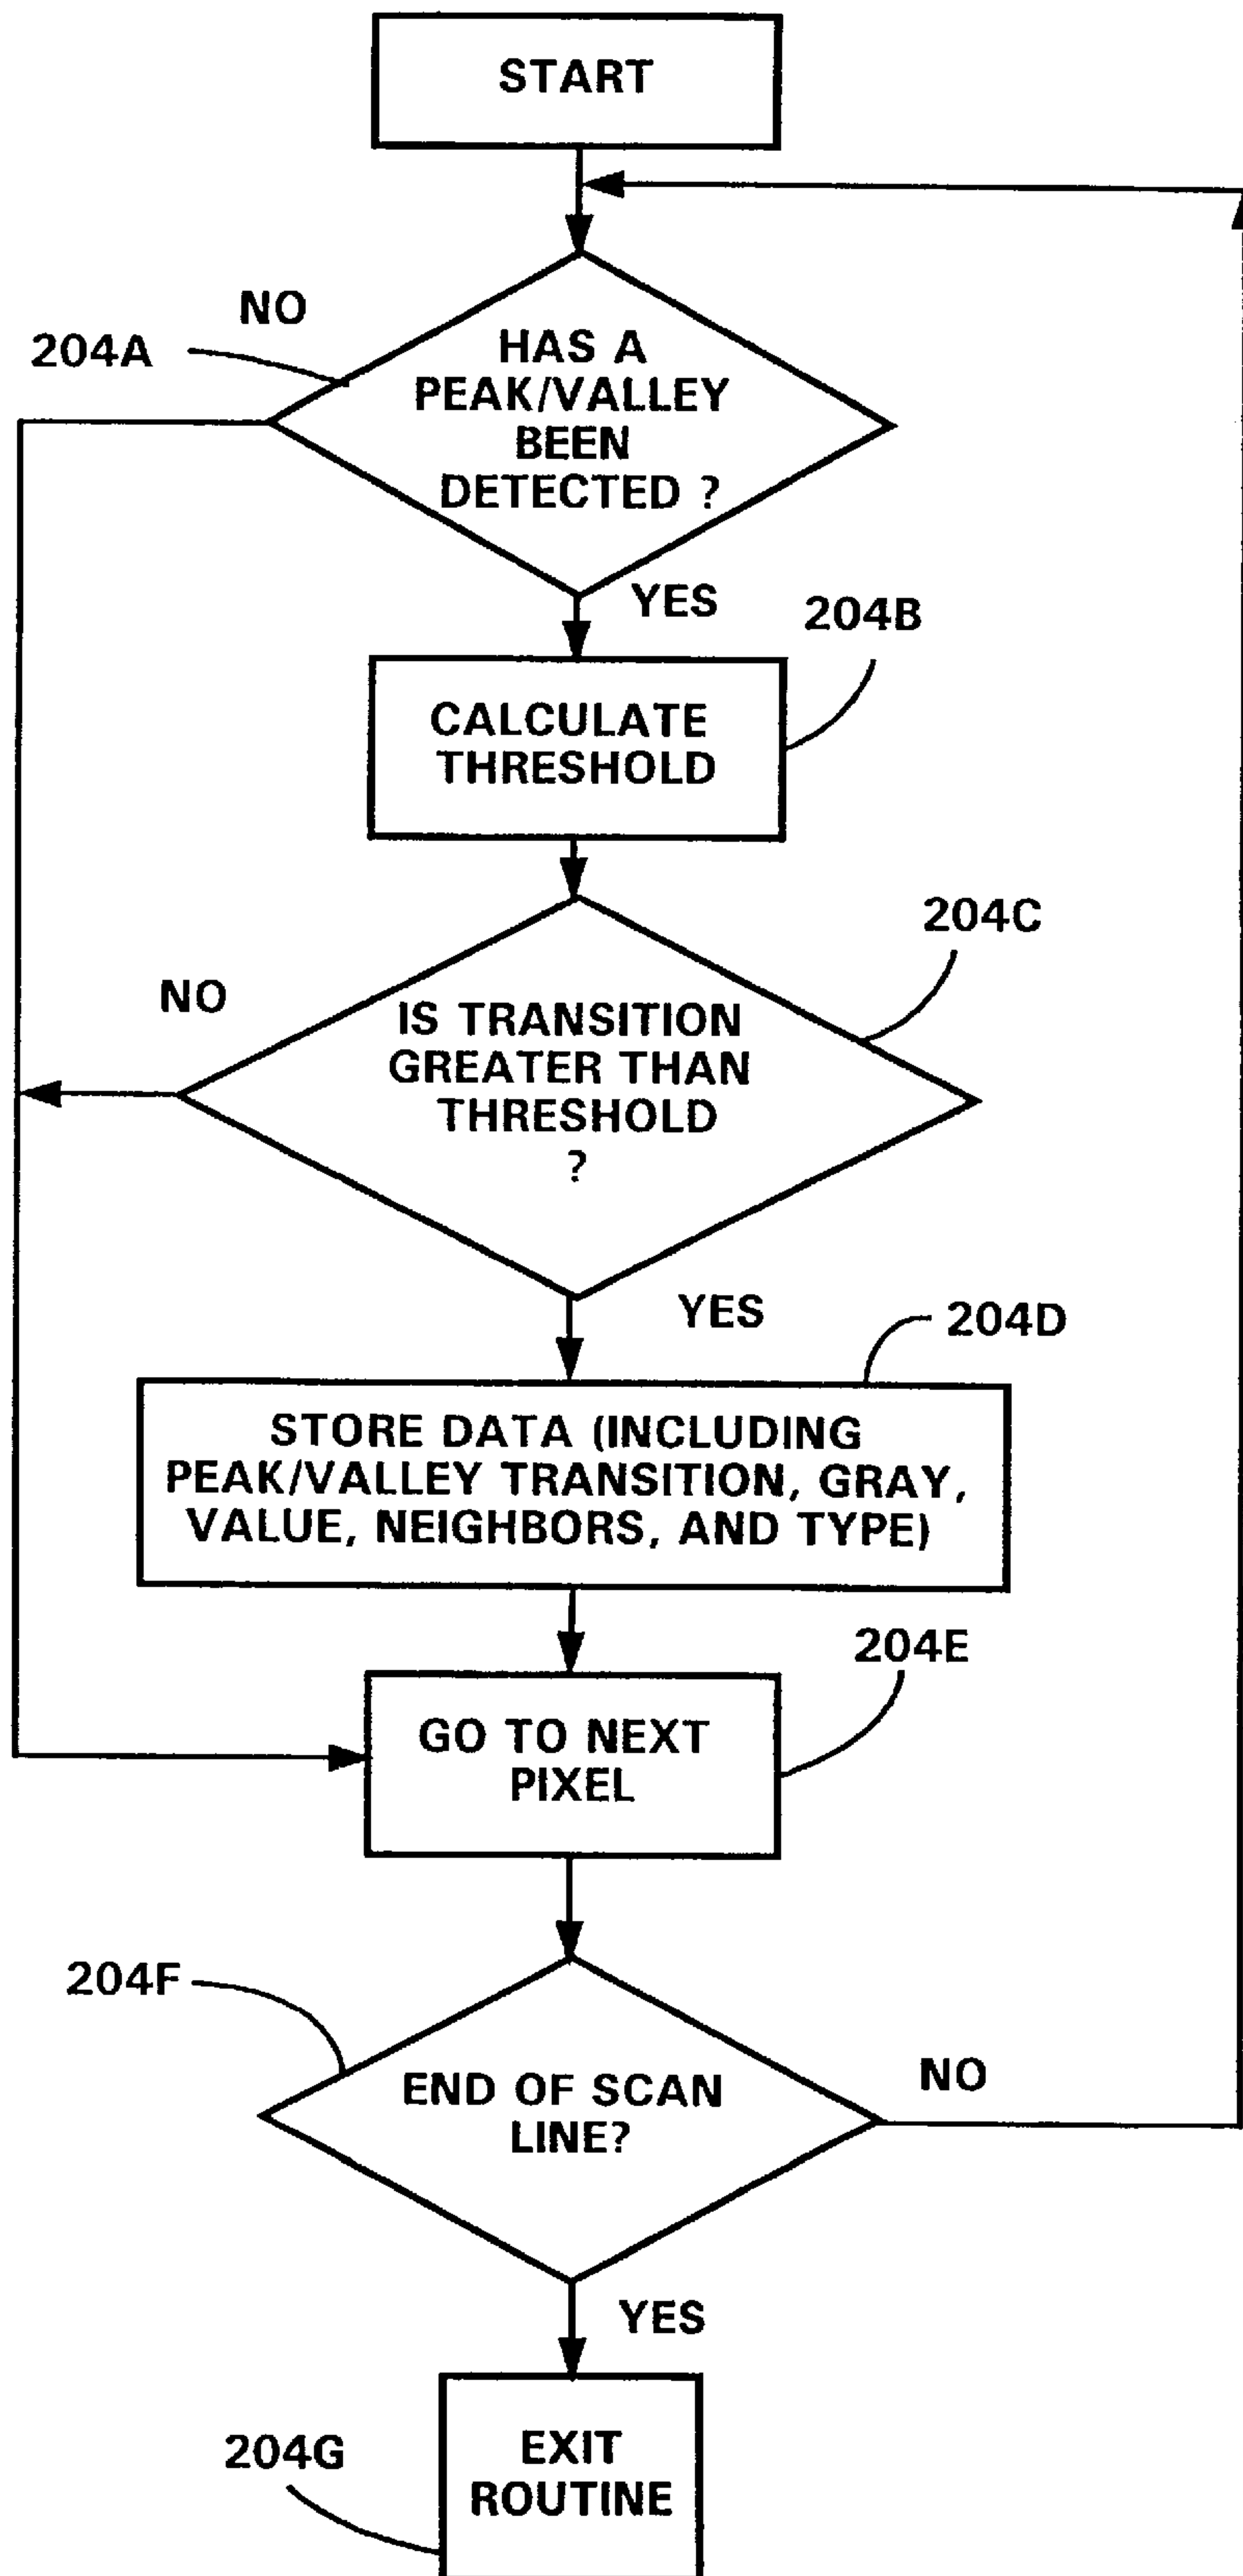 START
NO
204A
HAS A
PEAK/VALLEY
BEEN
DETECTED ?
YES
204B
CALCULATE
THRESHOLD
204C
NO
IS TRANSITION
GREATER THAN
THRESHOLD
?
YES
204D
STORE DATA (INCLUDING
PEAK/VALLEY TRANSITION, GRAY,
VALUE, NEIGHBORS, AND TYPE)
204E
GO TO NEXT
PIXEL
204F
END OF SCAN
LINE?
NO
YES
204G
EXIT
ROUTINE